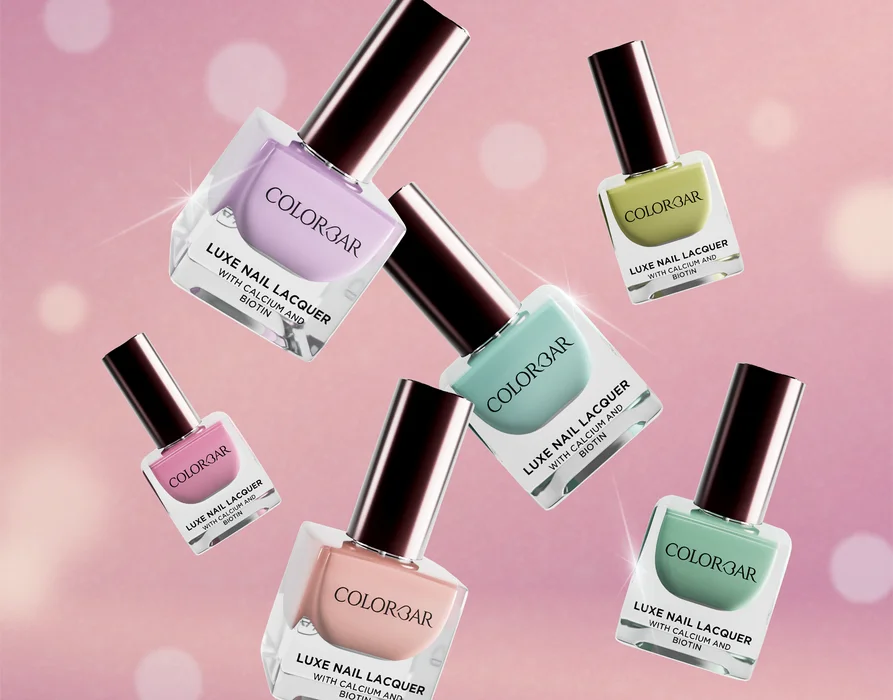 COLORBAR
LUXE NAIL LACQUER
WITH CALCIUM AND
BIOTIN
COLORBAR
LUXE NAIL LACQUER
WITH CALCIUM AND
BIOTIN
COLORBAR
LUXE NAIL LACQUER
WITH CALCIUM AND
BIOTIN
COLORBAR
LUXE NAIL LACQUER
WITH CALCIUM AND
BIOTIN
COLORBAR
LUXE NAIL LACQUER
WITH CALCIUM AND
BIOTIN
COLORBAR
LUXE NAIL LACQUER
WITH CALCIUM AND
BIOTIN